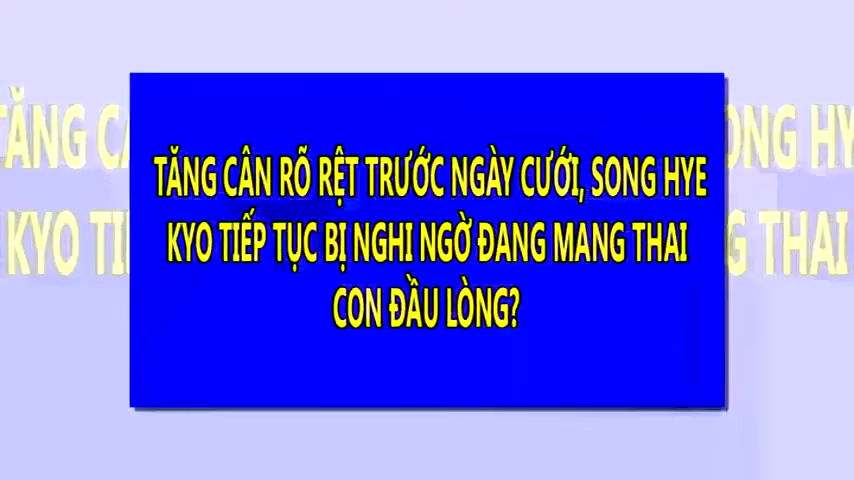 TĂNG CÂN RÕ RỆT TRƯỚC NGÀY CƯỚI, SONG HYE
KYO TIẾP TỤC BỊ NGHI NGỜ ĐANG MANG THAI
CON ĐẦU LÒNG?